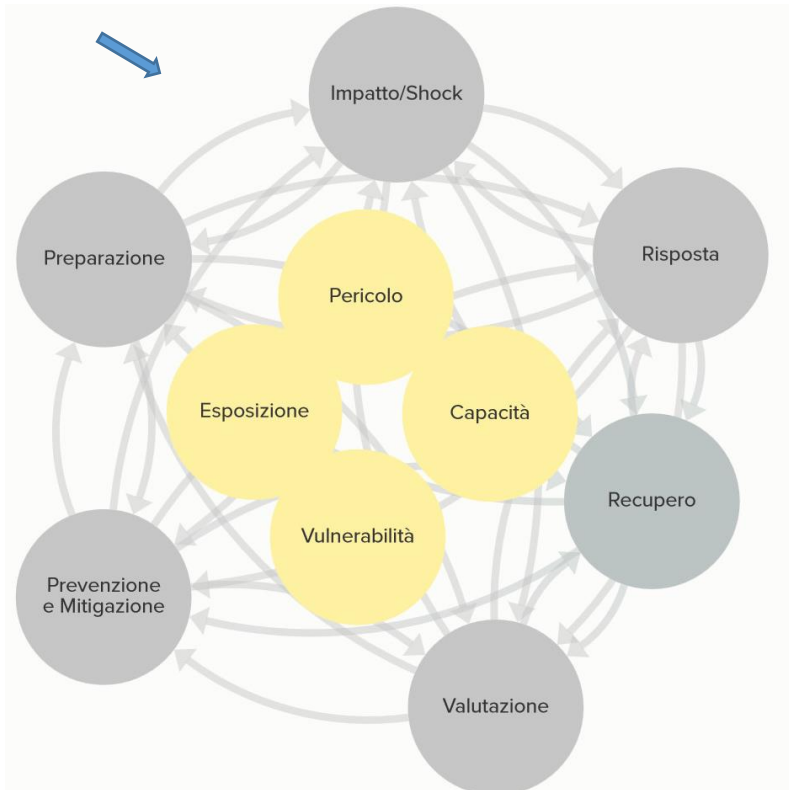 Impatto/Shock
Preparazione
Risposta
Pericolo
Esposizione
Capacità
Recupero
Vulnerabilità
Prevenzione
e Mitigazione
Valutazione